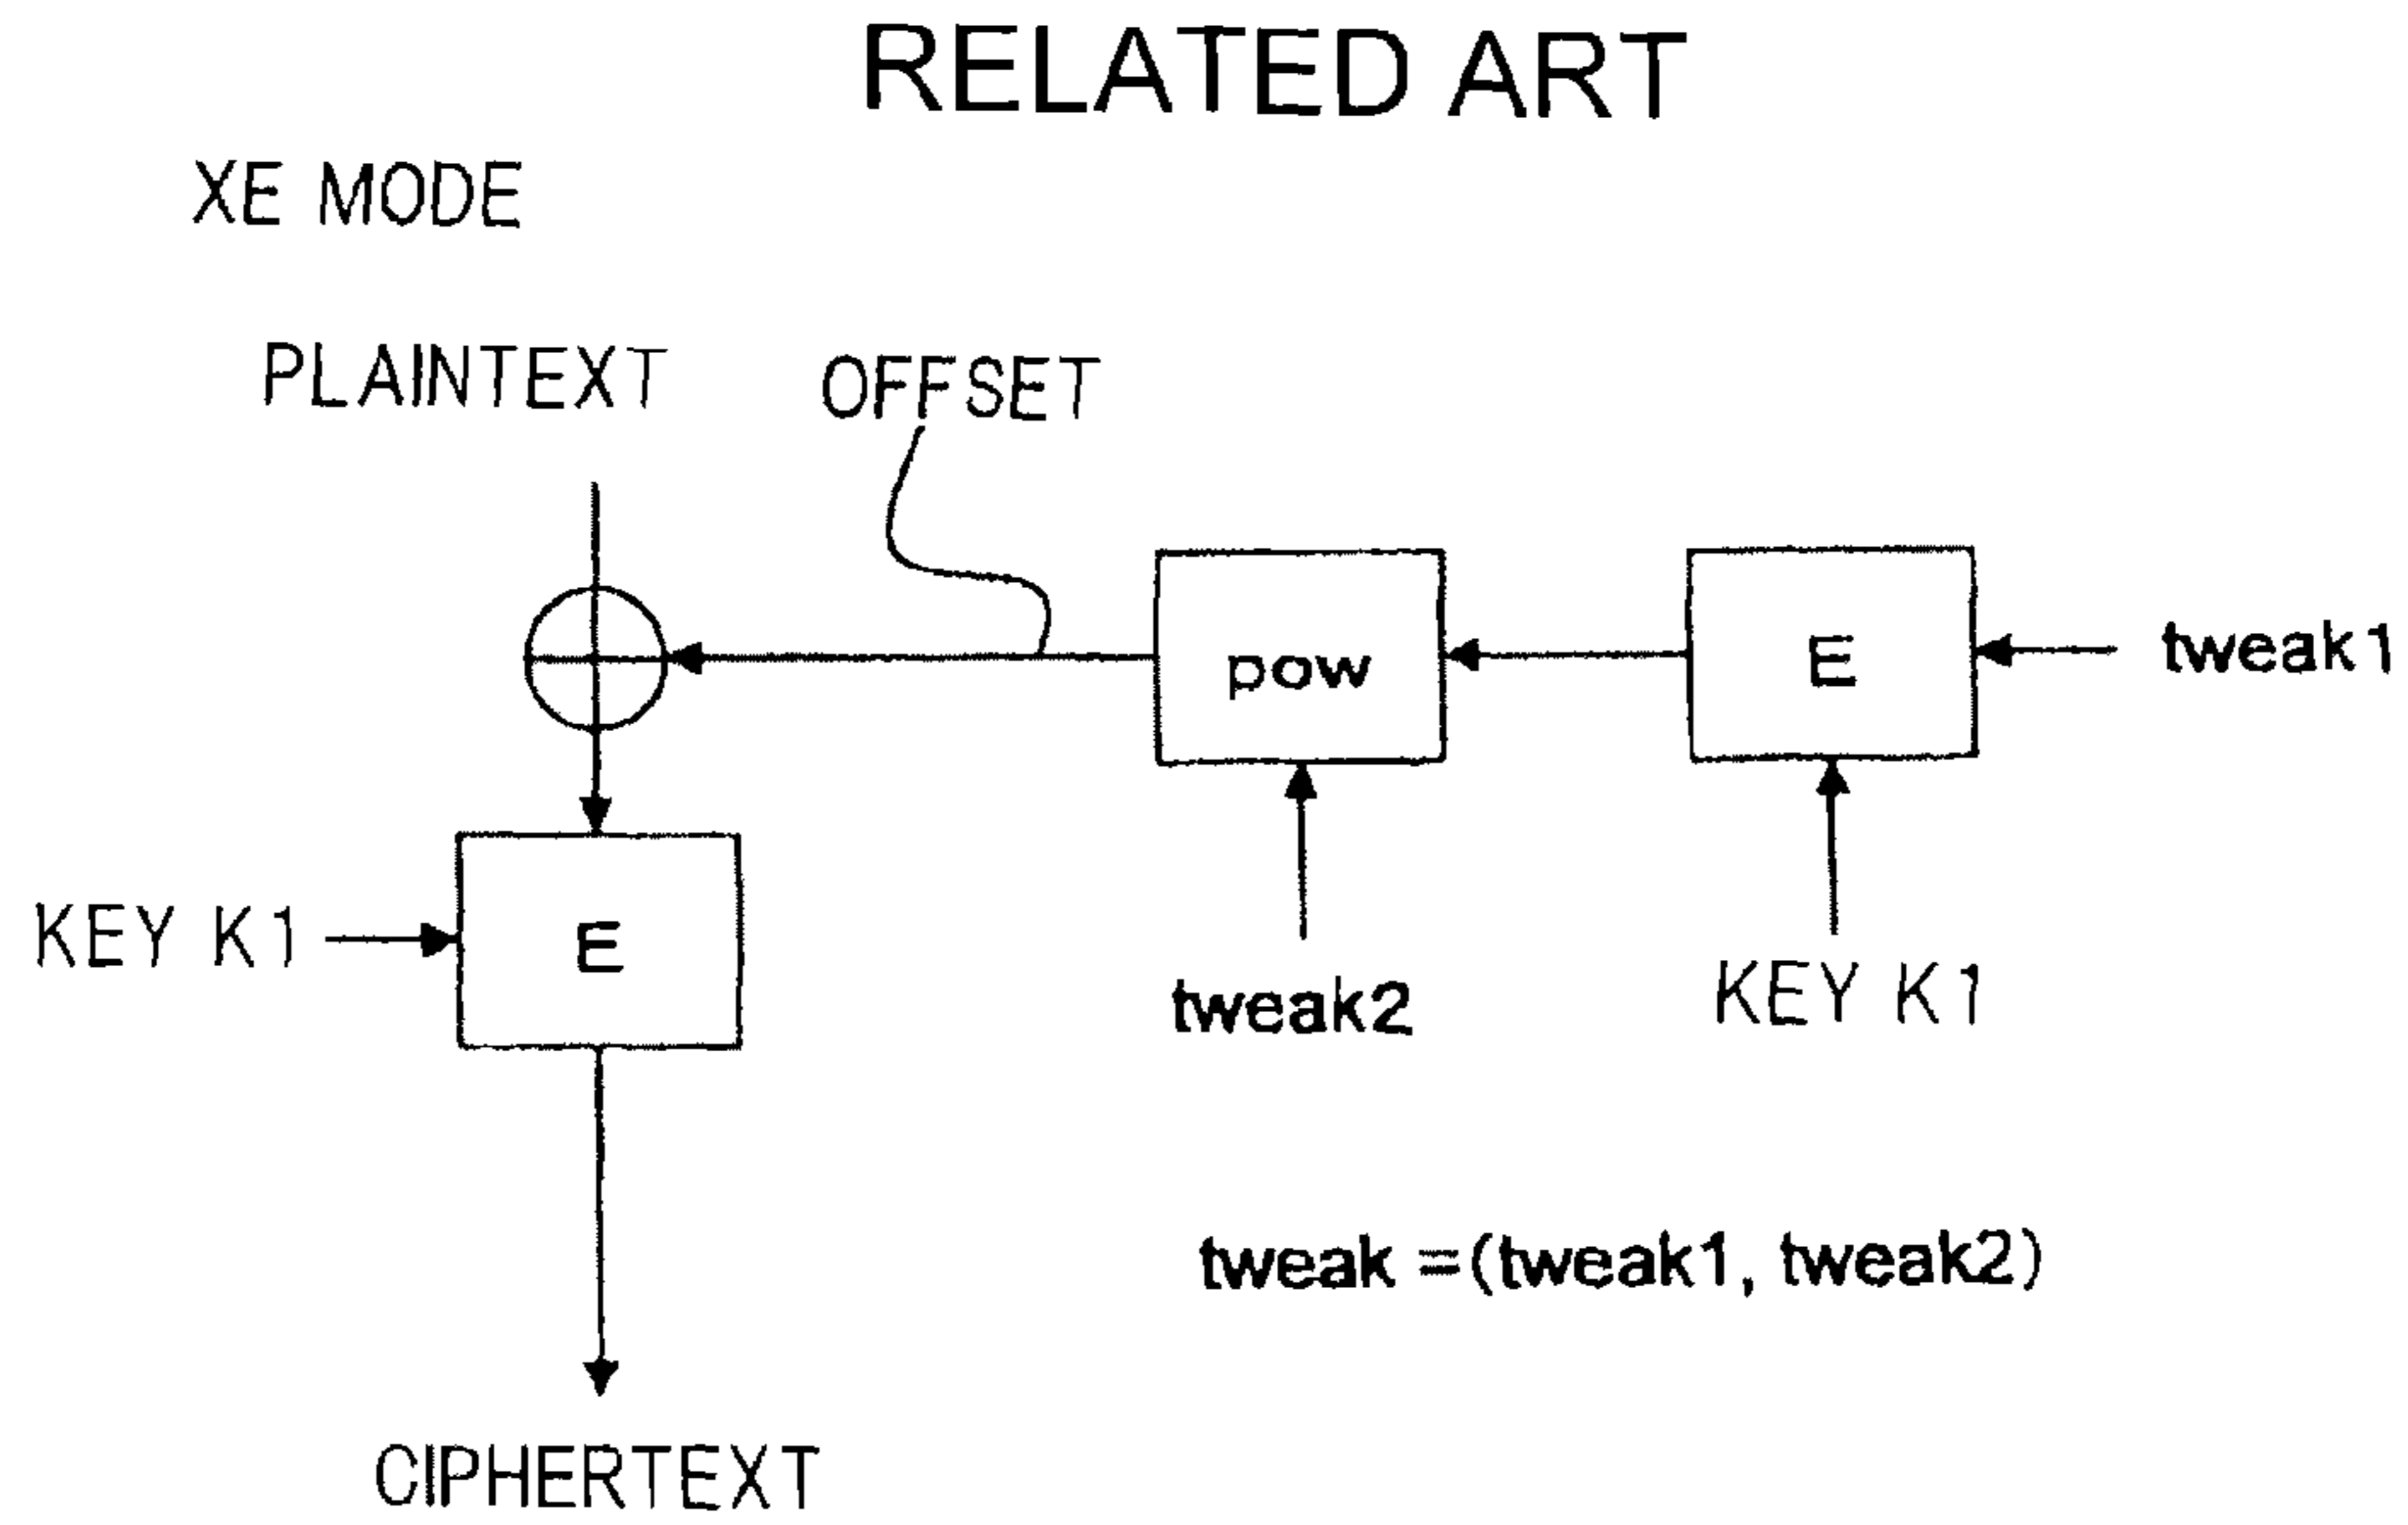 RELATED ART
XE MODE
PLAINTEXT
OFFSET
pow
E
tweak1
KEY K1
E
tweak2
KEY K1
tweak =(tweak1, tweak2)
CIPHERTEXT